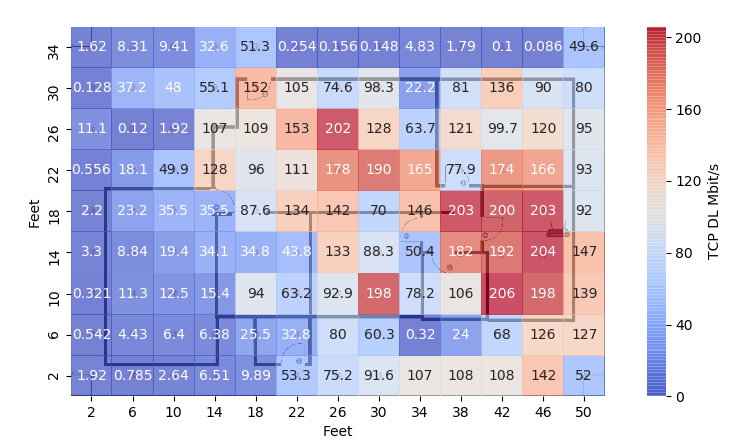 34 1.62 8.31 9.41 32.6 51.3 0.254 0.156 0.148 4.83 1.79 0.1 0.086 49.6
30 0.128 37.2 48 55.1 152 105 74.6 98.3 22.2 81 136 90 80
26 11.1 0.12 1.92 107 109 153 202 128 63.7 121 99.7 120 95
22 0.556 18.1 49.9 128 96 111 178 190 165 77.9 174 166 93
18 2.2 23.2 35.5 35.5 87.6 134 142 70 146 203 200 203 92
14 3.3 8.84 19.4 34.1 34.8 43.8 133 88.3 50.4 182 192 204 147
10 0.321 11.3 12.5 15.4 94 63.2 92.9 198 78.2 106 206 198 139
6 0.542 4.43 6.4 6.38 25.5 32.8 80 60.3 0.32 24 68 126 127
2 1.92 0.785 2.64 6.51 9.89 53.3 75.2 91.6 107 108 108 142 52
2 6 10 14 18 22 26 30 34 38 42 46 50
Feet
Feet
200
160
120
80
40
0
TCP DL Mbit/s